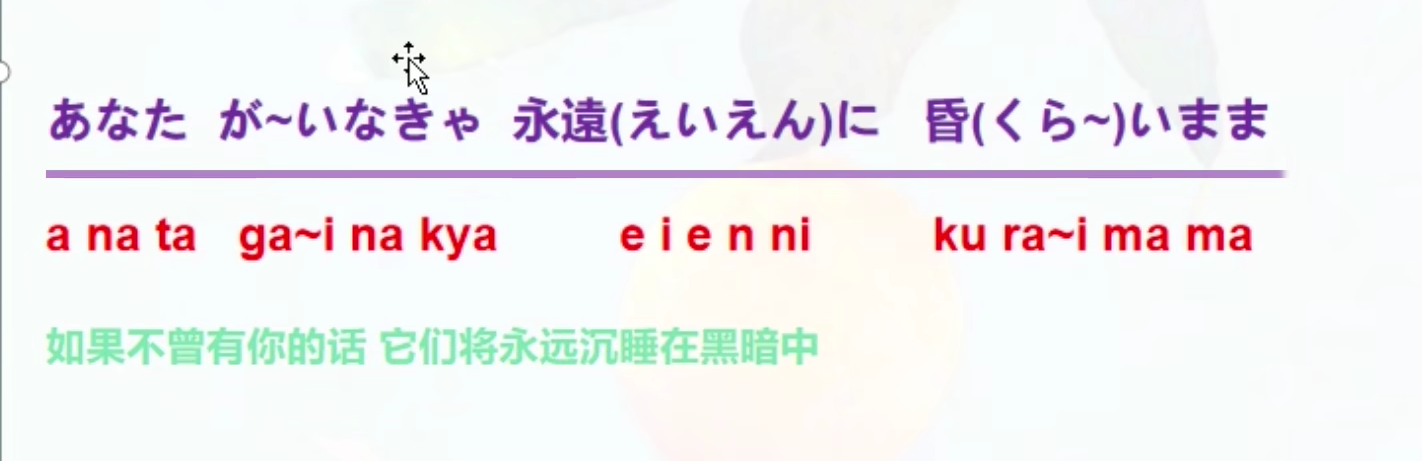 あなた が~いなきゃ 永遠(えいえん)に 昏(くら~)いまま
a na ta ga~i na kya e i e n ni ku ra~i ma ma
如果不曾有你的话 它们将永远沉睡在黑暗中